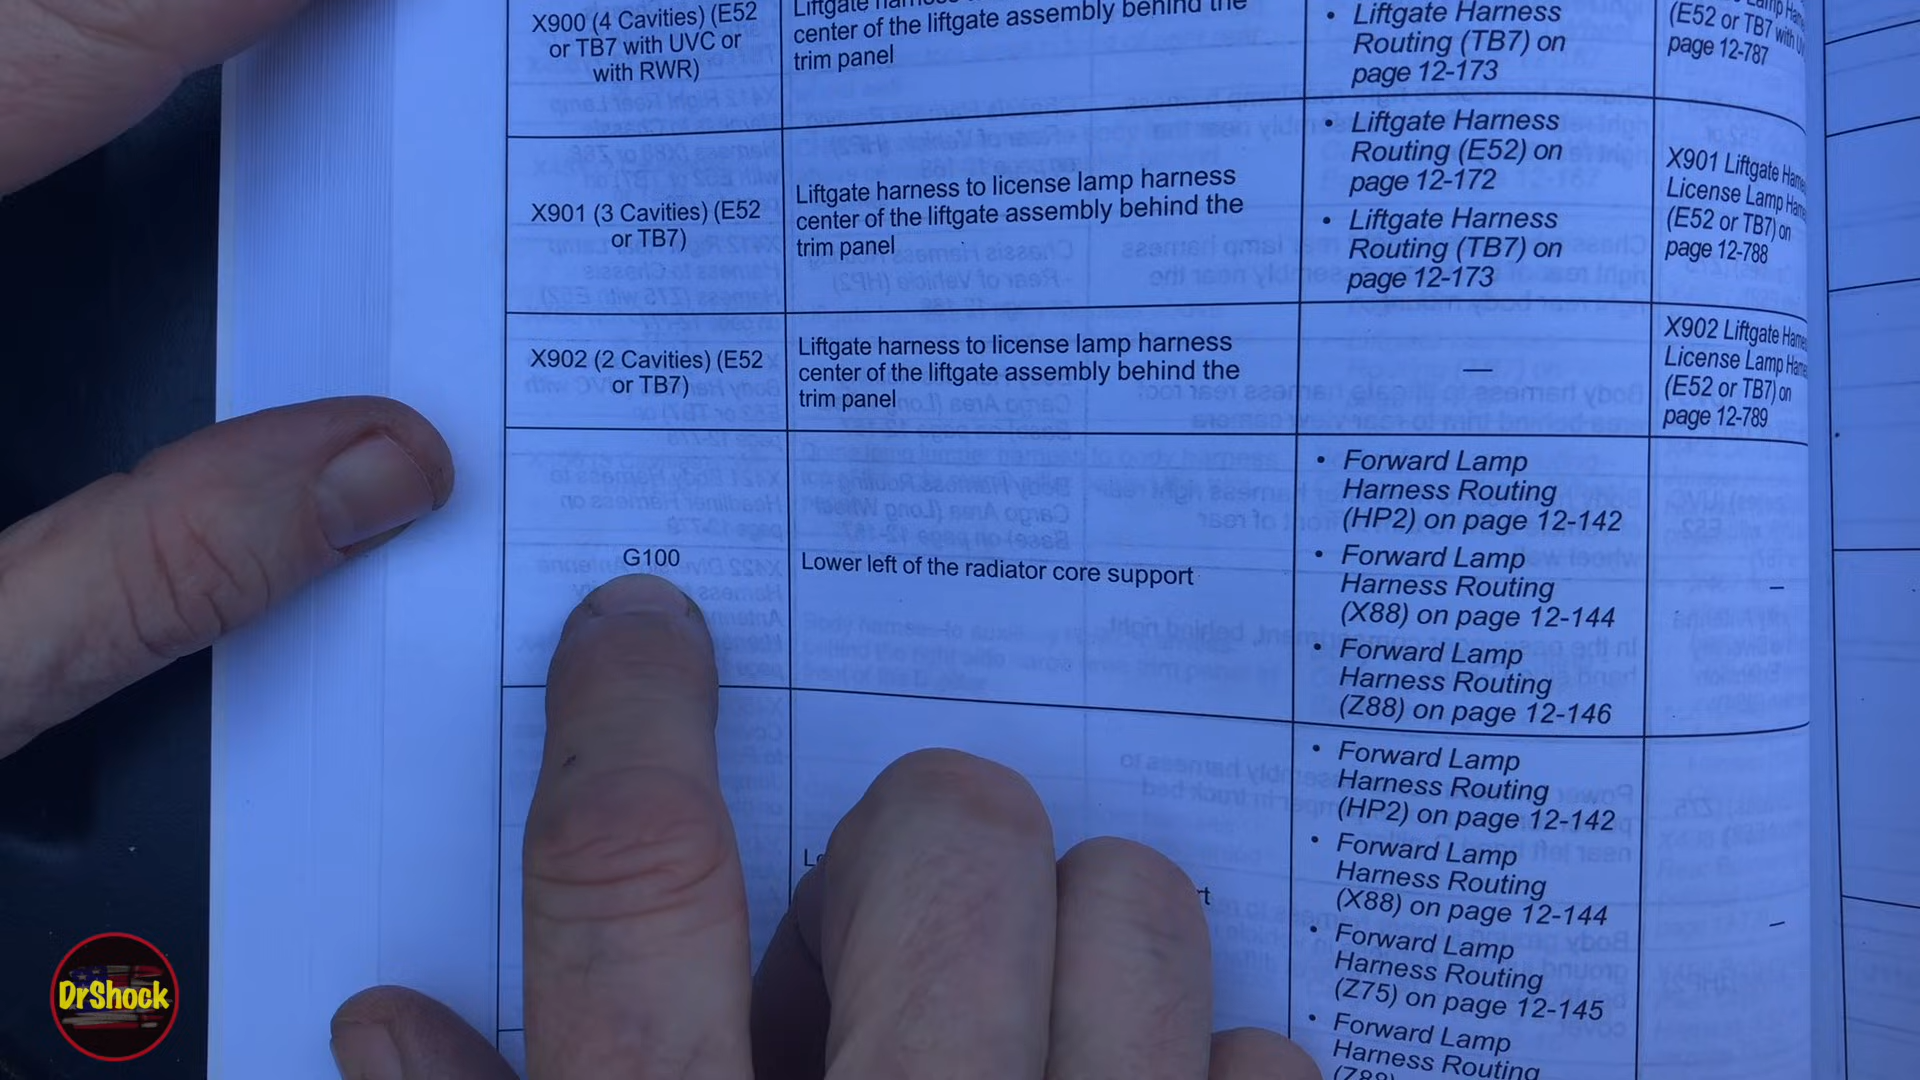 X900 (4 Cavities) (E52
or TB7 with UVC or
with RWR)
center of the liftgate assembly behind the
trim panel
• Liftgate Harness
Routing (TB7) on
page 12-173
(E52 or TB7 with
page 12-787
X901 (3 Cavities) (E52
or TB7)
Liftgate harness to license lamp harness
center of the liftgate assembly behind the
trim panel
• Liftgate Harness
Routing (E52) on
page 12-172
• Liftgate Harness
Routing (TB7) on
page 12-173
X901 Liftgate
License Lamp
(E52 or TB7) on
page 12-788
X902 (2 Cavities) (E52
or TB7)
Liftgate harness to license lamp harness
center of the liftgate assembly behind the
trim panel
—
X902 Liftgate
License Lamp
(E52 or TB7) on
page 12-789
G100
Lower left of the radiator core support
• Forward Lamp
Harness Routing
(HP2) on page 12-142
• Forward Lamp
Harness Routing
(X88) on page 12-144
• Forward Lamp
Harness Routing
(Z88) on page 12-146
–
• Forward Lamp
Harness Routing
(HP2) on page 12-142
• Forward Lamp
Harness Routing
(X88) on page 12-144
• Forward Lamp
Harness Routing
(Z75) on page 12-145
• Forward Lamp
Harness Routing
–
DrShock